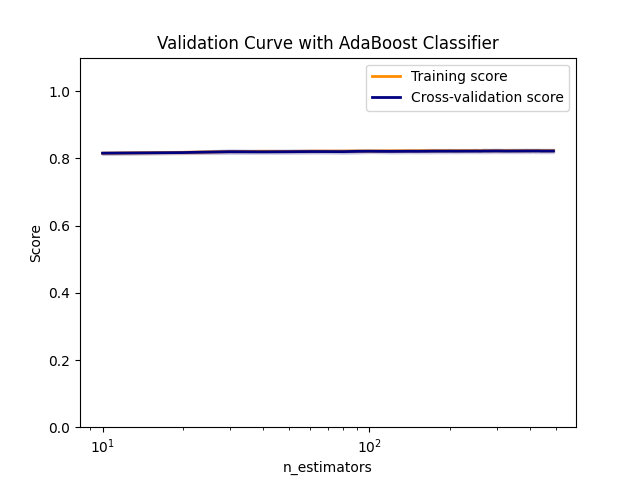 Validation Curve with AdaBoost Classifier
Training score
Cross-validation score
1.0
0.8
0.6
0.4
0.2
0.0
Score
10¹
10²
n_estimators